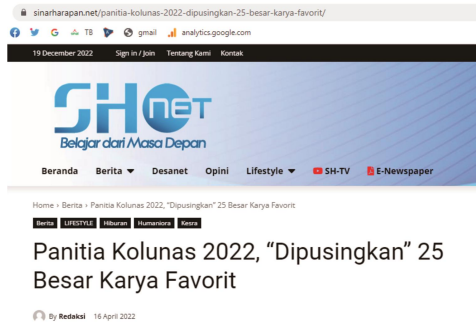 sinarharapan.net/panitia-kolunas-2022-dipusingkan-25-besar-karya-favorit/
TB gmail analytics.google.com
19 December 2022 Sign in / Join Tentang Kami Kontak
SH NET
Belajar dari Masa Depan
Beranda Berita Desanet Opini Lifestyle SH-TV E-Newspaper
Home › Berita › Panitia Kolunas 2022, “Dipusingkan” 25 Besar Karya Favorit
Berita LIFESTYLE Hiburan Humaniora Kesra
Panitia Kolunas 2022, “Dipusingkan” 25
Besar Karya Favorit
By Redaksi 16 April 2022